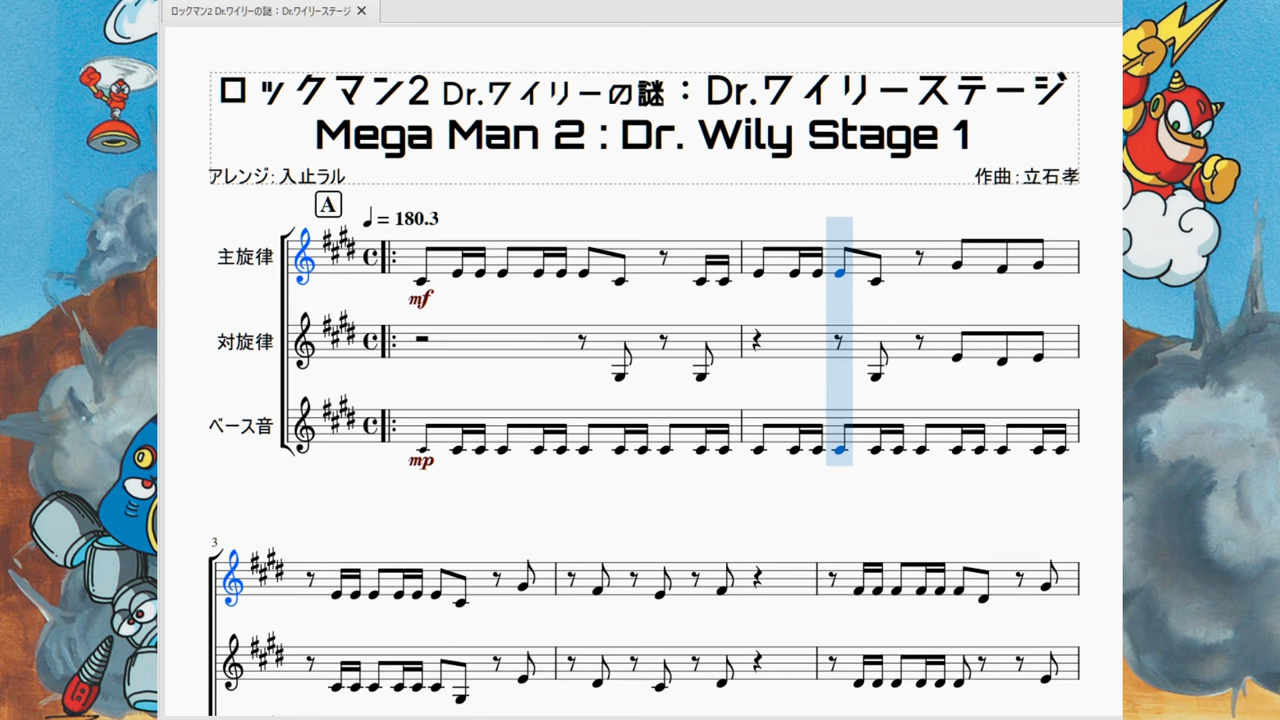 ロックマン2 Dr.ワイリーの謎：Dr.ワイリーステージ
ロックマン2 Dr.ワイリーの謎：Dr.ワイリーステージ
Mega Man 2 : Dr. Wily Stage 1
アレンジ: 入止ラル
作曲 : 立石孝
A
= 180.3
主旋律
mf
対旋律
ベース音
mp
3